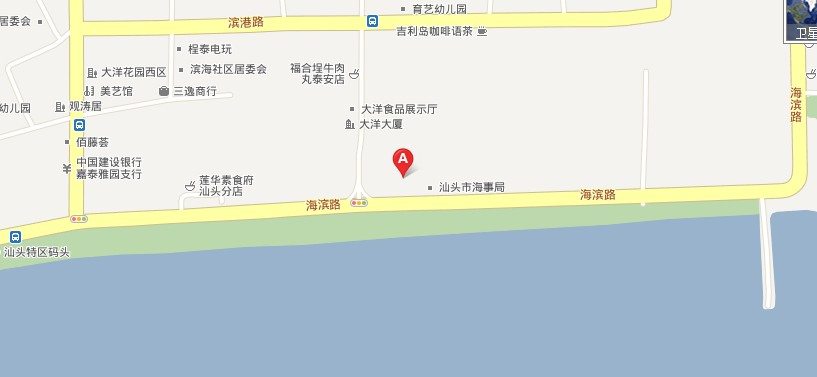 育艺幼儿园
居委会
滨港路
吉利岛咖啡语茶
卫星
桯泰电玩
大洋花园西区
滨海社区居委会
福合埕牛肉
丸泰安店
美艺馆
三逸商行
幼儿园
观涛居
大洋食品展示厅
大洋大厦
海滨路
佰藤荟
中国建设银行
嘉泰雅园支行
A
莲华素食府
汕头分店
汕头市海事局
海滨路
海滨路
汕头特区码头